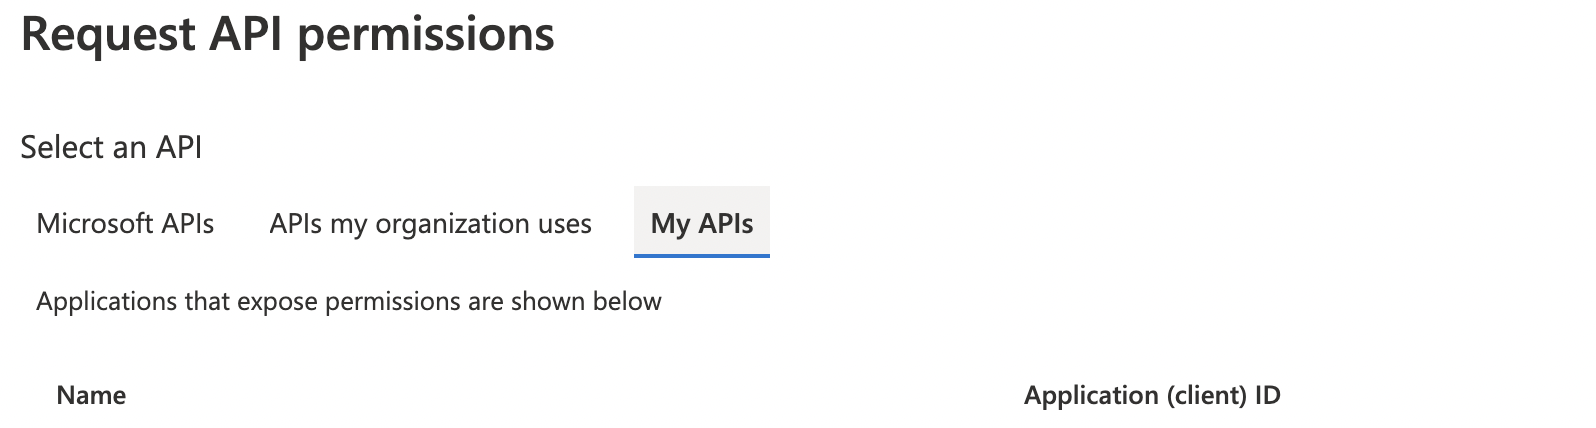 Request API permissions
Select an API
Microsoft APIs APIs my organization uses My APIs
Applications that expose permissions are shown below
Name Application (client) ID